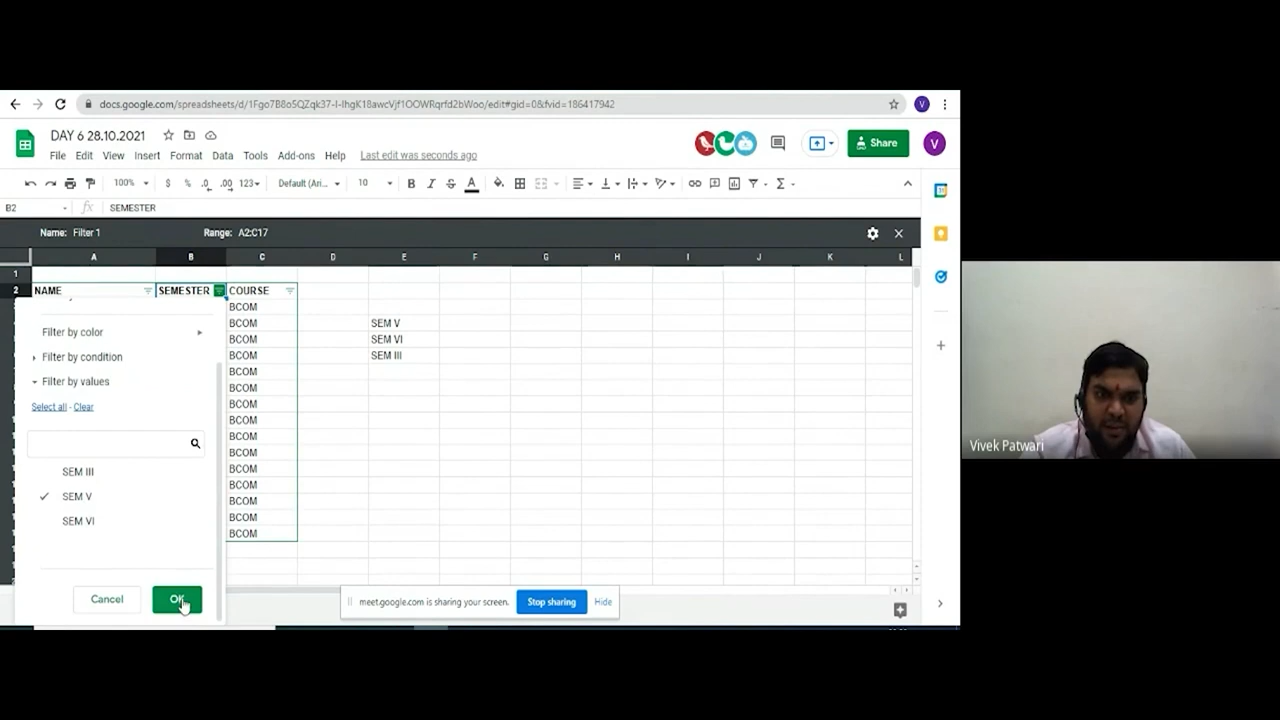 docs.google.com/spreadsheets/d/1Fgo7B8o5QZqk37-I-IhgK18awcVjf1OOWRqrfd2bWoo/edit#gid=0&fvid=186417942
V
DAY 6 28.10.2021
File Edit View Insert Format Data Tools Add-ons Help Last edit was seconds ago
Share
V
100% $ % .0 .00 123 Default (Ari... 10 B I S A
B2 fx SEMESTER
Name: Filter 1 Range: A2:C17
A B C D E F G H I J K L
1
2 NAME SEMESTER COURSE
BCOM
BCOM SEM V
BCOM SEM VI
BCOM SEM III
BCOM
BCOM
BCOM
BCOM
BCOM
BCOM
BCOM
BCOM
BCOM
BCOM
BCOM
Filter by color
Filter by condition
Filter by values
Select all - Clear
SEM III
SEM V
SEM VI
Cancel OK
meet.google.com is sharing your screen. Stop sharing Hide
Vivek Patwari